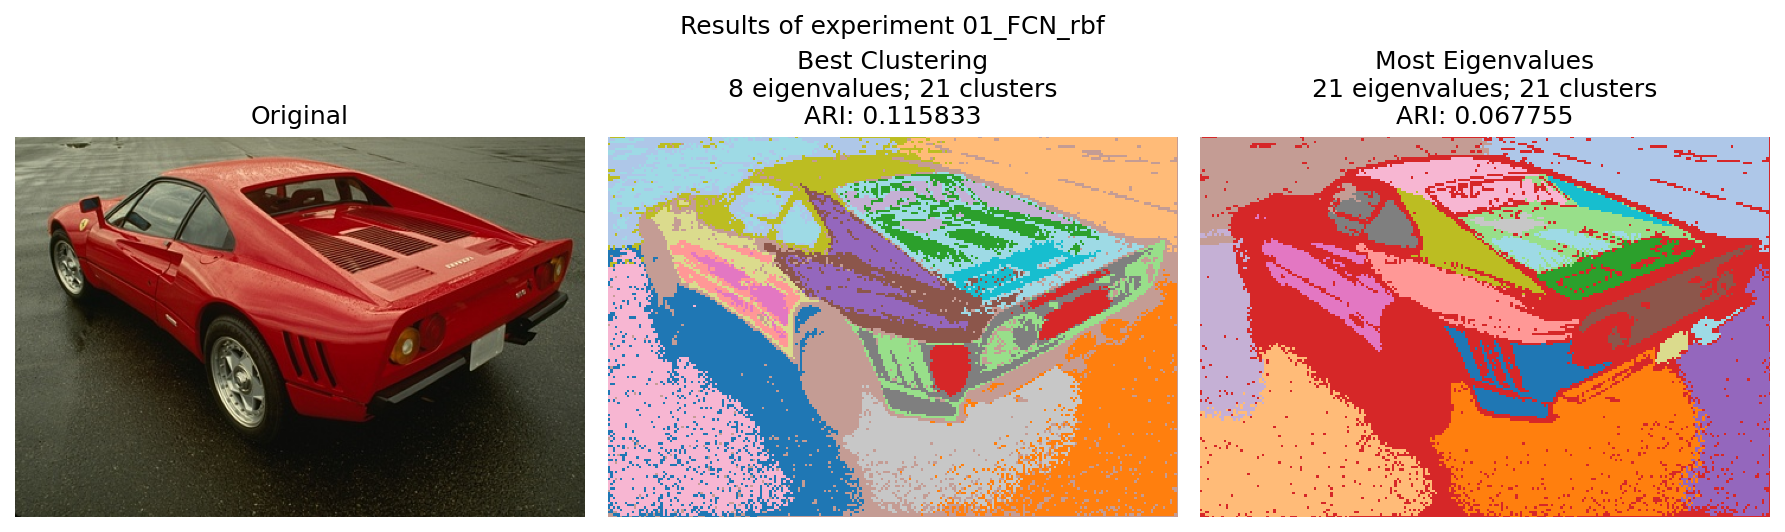 Results of experiment 01_FCN_rbf
Original
Best Clustering
8 eigenvalues; 21 clusters
ARI: 0.115833
Most Eigenvalues
21 eigenvalues; 21 clusters
ARI: 0.067755